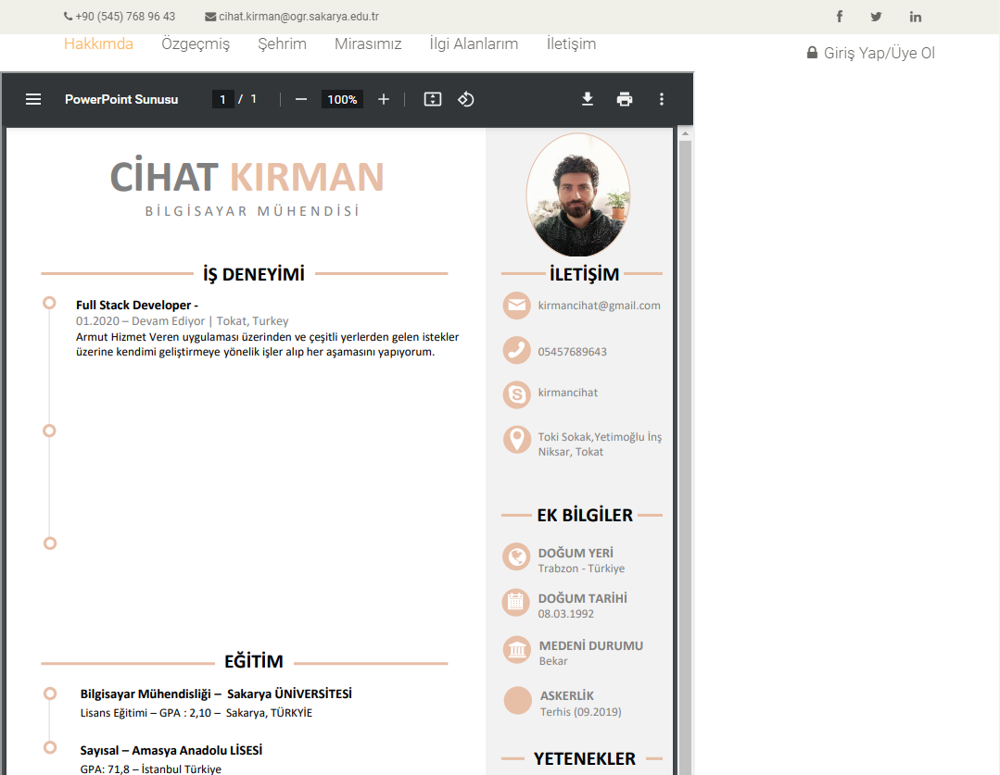 +90 (545) 768 96 43
cihat.kirman@ogr.sakarya.edu.tr
Hakkımda Özgeçmiş Şehrim Mirasımız İlgi Alanlarım İletişim
Giriş Yap/Üye Ol
PowerPoint Sunusu 1 / 1 100%
CİHAT KIRMAN
BİLGİSAYAR MÜHENDİSİ
İŞ DENEYİMİ
Full Stack Developer -
01.2020 – Devam Ediyor | Tokat, Turkey
Armut Hizmet Veren uygulaması üzerinden ve çeşitli yerlerden gelen istekler
üzerine kendimi geliştirmeye yönelik işler alıp her aşamasını yapıyorum.
EĞİTİM
Bilgisayar Mühendisliği – Sakarya ÜNİVERSİTESİ
Lisans Eğitimi – GPA : 2,10 – Sakarya, TÜRKYİE
Sayısal – Amasya Anadolu LİSESİ
GPA: 71,8 – İstanbul Türkiye
İLETİŞİM
kirmancihat@gmail.com
05457689643
kirmancihat
Toki Sokak,Yetimoğlu İnş
Niksar, Tokat
EK BİLGİLER
DOĞUM YERİ
Trabzon - Türkiye
DOĞUM TARİHİ
08.03.1992
MEDENİ DURUMU
Bekar
ASKERLİK
Terhis (09.2019)
YETENEKLER